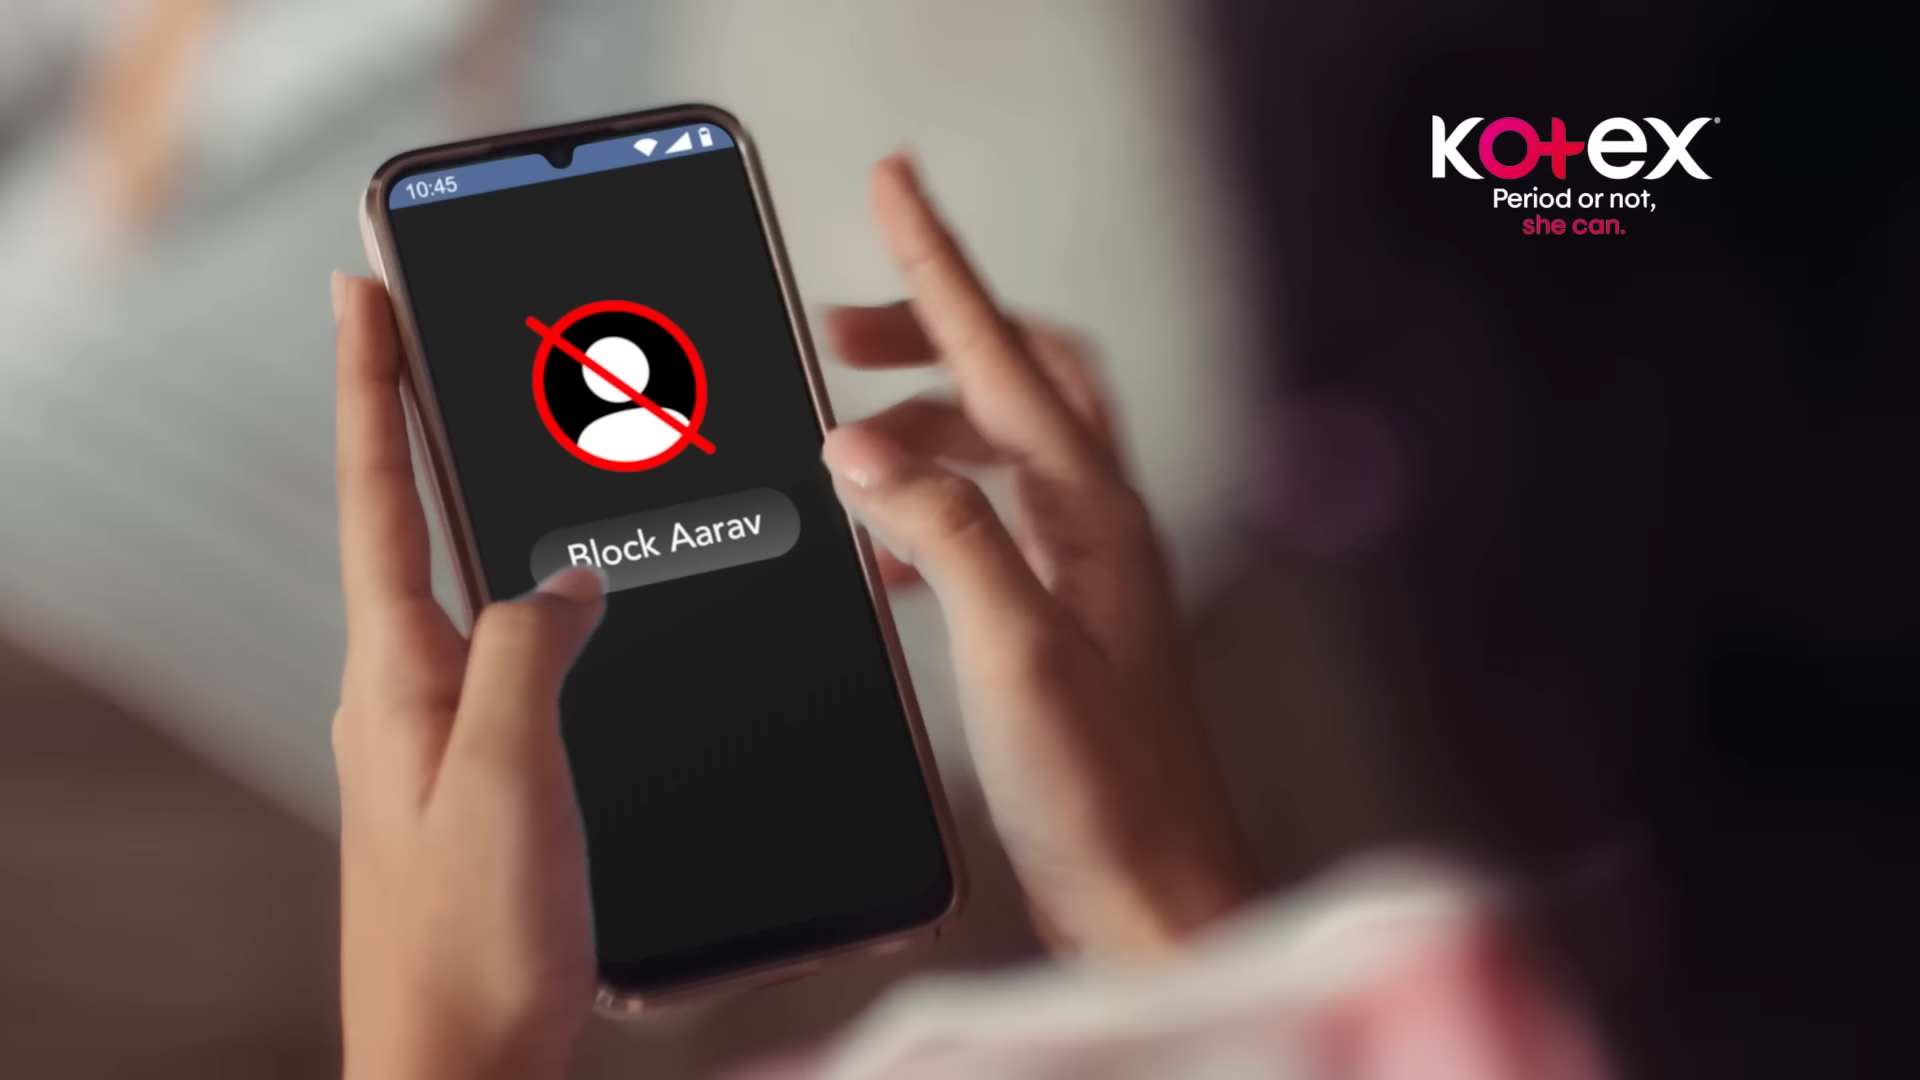 10:45
Block Aarav
Kotex®
Period or not,
she can.